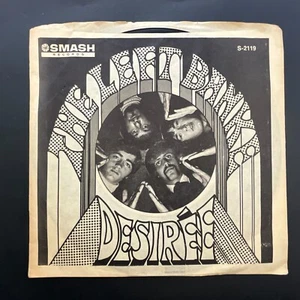 SMASH
RECORDS
S-2119
THE LEFT BANKE
DESIRÉE